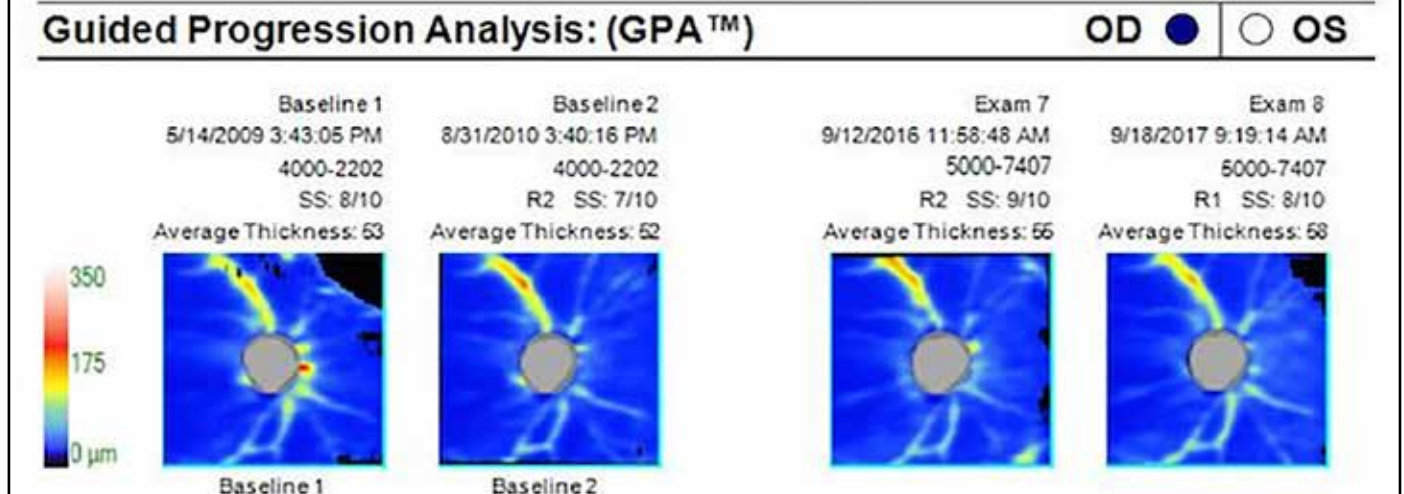 Guided Progression Analysis: (GPA™) OD OS
Baseline 1 Baseline 2 Exam 7 Exam 8
5/14/2009 3:43:05 PM 8/31/2010 3:40:16 PM 9/12/2016 11:58:48 AM 9/18/2017 9:19:14 AM
4000-2202 4000-2202 5000-7407 5000-7407
SS: 8/10 R2 SS: 7/10 R2 SS: 9/10 R1 SS: 8/10
Average Thickness: 53 Average Thickness: 52 Average Thickness: 55 Average Thickness: 58
350
175
0 µm
Baseline 1 Baseline 2